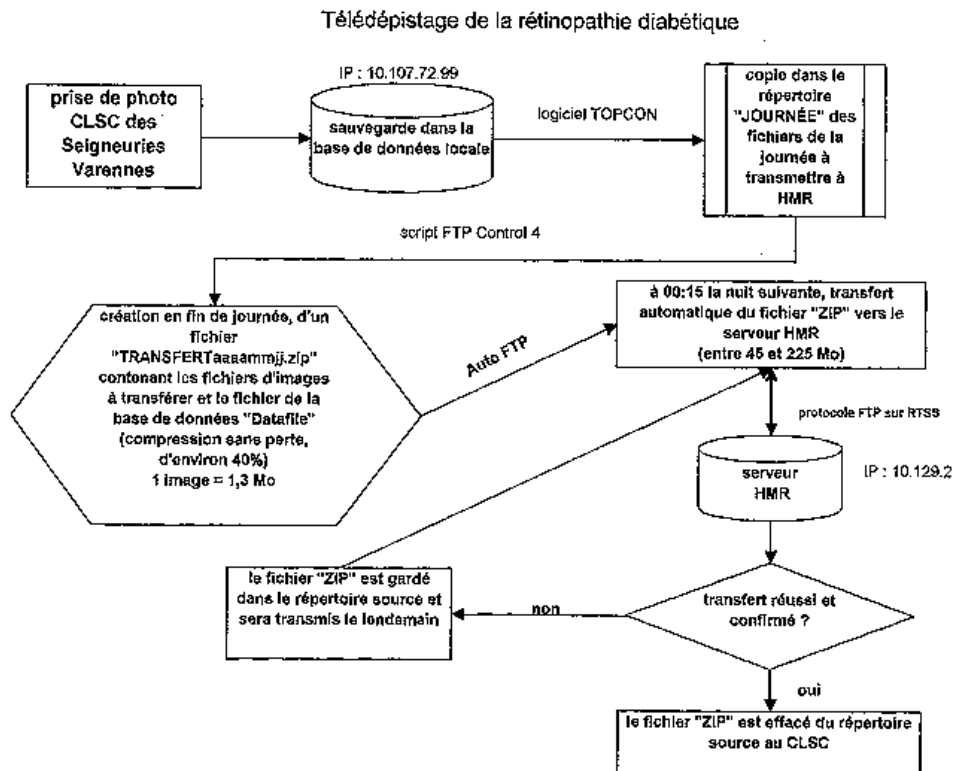 Télédépistage de la rétinopathie diabétique
prise de photo
CLSC des
Seigneuries
Varennes
IP : 10.107.72.99
sauvegarde dans la
base de données locale
logiciel TOPCON
copie dans le
répertoire
"JOURNÉE" des
fichiers de la
journée à
transmettre à
HMR
script FTP Control 4
création en fin de journée, d'un
fichier
"TRANSFERTaaaammjj.zip"
contenant les fichiers d'images
à transférer et le fichier de la
base de données "Datafile"
(compression sans perte,
d'environ 40%)
1 image = 1,3 Mo
Auto FTP
à 00:15 la nuit suivante, transfert
automatique du fichier "ZIP" vers le
serveur HMR
(entre 45 et 225 Mo)
protocole FTP sur RTSS
serveur
HMR
IP : 10.129.2
le fichier "ZIP" est gardé
dans le répertoire source et
sera transmis le lendemain
non
transfert réussi et
confirmé ?
oui
le fichier "ZIP" est effacé du répertoire
source au CLSC